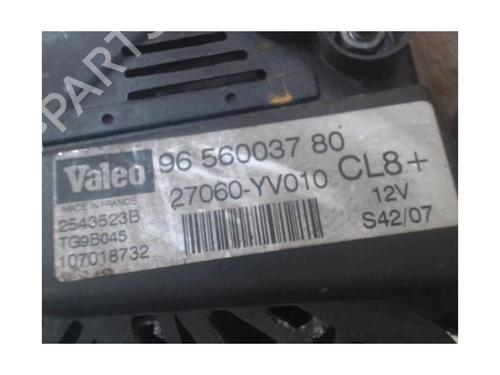 PARTS
Valeo
96 560037 80
27060-YV010
CL8+
12V
S42/07
MADE IN FRANCE
2543523B
TG9B045
107018732